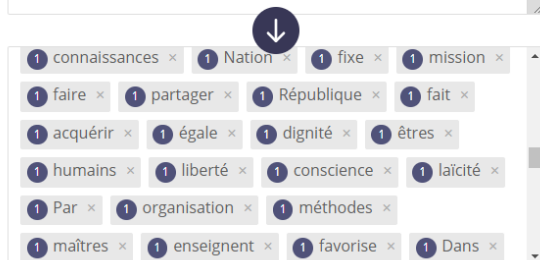 1 connaissances × 1 Nation × 1 fixe × 1 mission ×
1 faire × 1 partager × 1 République × 1 fait ×
1 acquérir × 1 égale × 1 dignité × 1 êtres ×
1 humains × 1 liberté × 1 conscience × 1 laïcité ×
1 Par × 1 organisation × 1 méthodes ×
1 maîtres × 1 enseignent × 1 favorise × 1 Dans ×